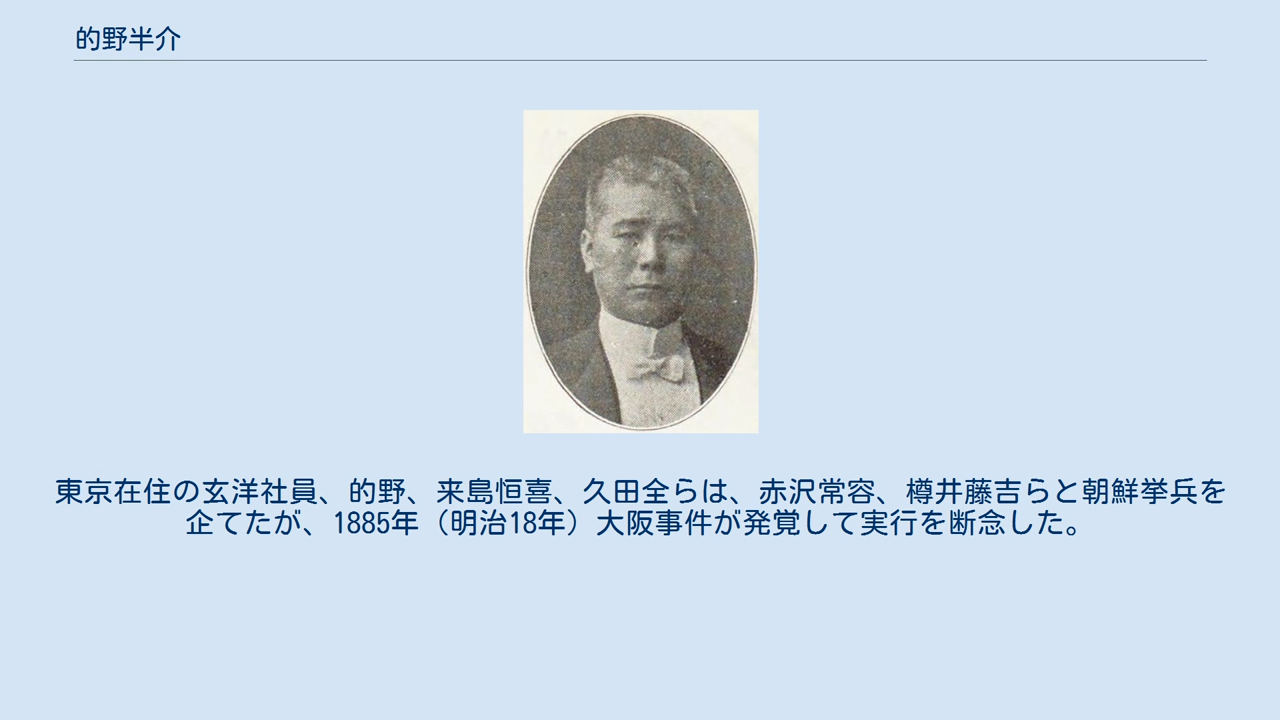 的野半介
東京在住の玄洋社員、的野、来島恒喜、久田全らは、赤沢常容、樽井藤吉らと朝鮮挙兵を
企てたが、1885年（明治18年）大阪事件が発覚して実行を断念した。